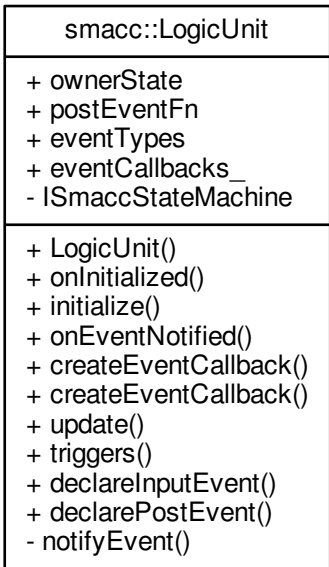 smacc::LogicUnit
+ ownerState
+ postEventFn
+ eventTypes
+ eventCallbacks_
- ISmaccStateMachine
+ LogicUnit()
+ onInitialized()
+ initialize()
+ onEventNotified()
+ createEventCallback()
+ createEventCallback()
+ update()
+ triggers()
+ declareInputEvent()
+ declarePostEvent()
- notifyEvent()